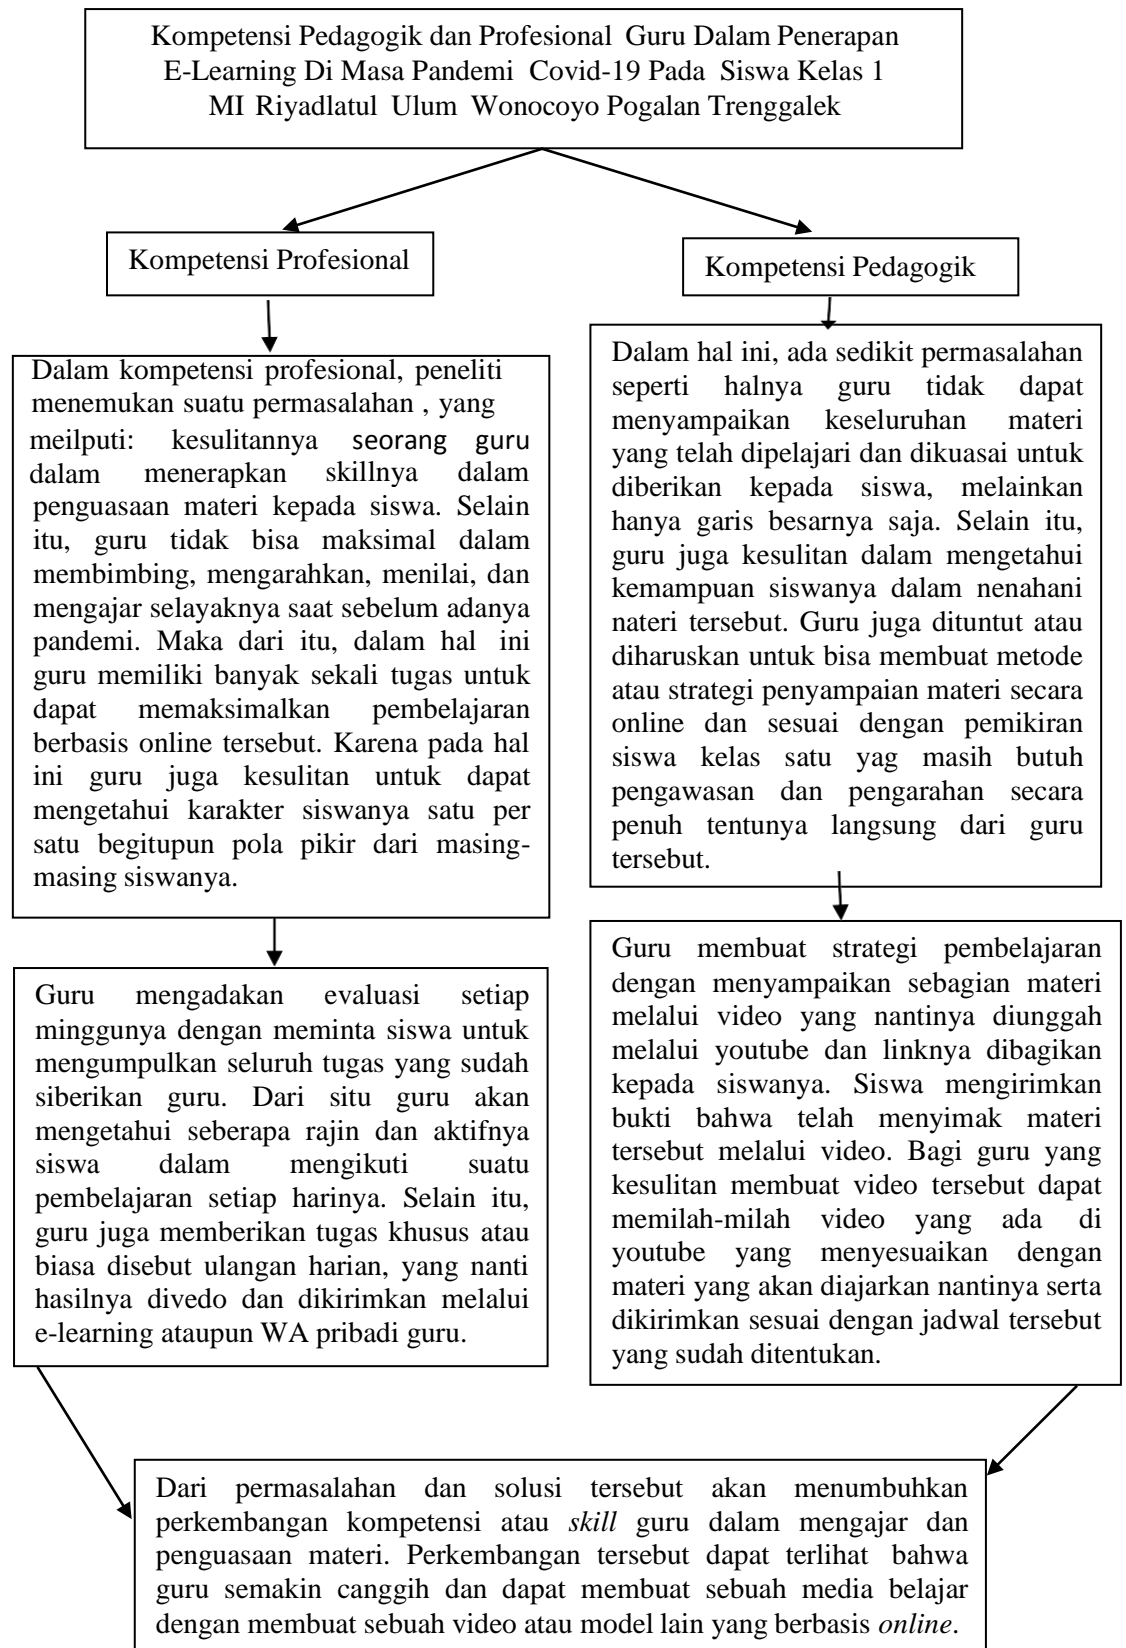 Kompetensi Pedagogik dan Profesional Guru Dalam Penerapan
E-Learning Di Masa Pandemi Covid-19 Pada Siswa Kelas 1
MI Riyadlatul Ulum Wonocoyo Pogalan Trenggalek
Kompetensi Profesional
Kompetensi Pedagogik
Dalam kompetensi profesional, peneliti
menemukan suatu permasalahan , yang
meilputi: kesulitannya seorang guru
dalam menerapkan skillnya dalam
penguasaan materi kepada siswa. Selain
itu, guru tidak bisa maksimal dalam
membimbing, mengarahkan, menilai, dan
mengajar selayaknya saat sebelum adanya
pandemi. Maka dari itu, dalam hal ini
guru memiliki banyak sekali tugas untuk
dapat memaksimalkan pembelajaran
berbasis online tersebut. Karena pada hal
ini guru juga kesulitan untuk dapat
mengetahui karakter siswanya satu per
satu begitupun pola pikir dari masing-
masing siswanya.
Dalam hal ini, ada sedikit permasalahan
seperti halnya guru tidak dapat
menyampaikan keseluruhan materi
yang telah dipelajari dan dikuasai untuk
diberikan kepada siswa, melainkan
hanya garis besarnya saja. Selain itu,
guru juga kesulitan dalam mengetahui
kemampuan siswanya dalam nenahani
nateri tersebut. Guru juga dituntut atau
diharuskan untuk bisa membuat metode
atau strategi penyampaian materi secara
online dan sesuai dengan pemikiran
siswa kelas satu yag masih butuh
pengawasan dan pengarahan secara
penuh tentunya langsung dari guru
tersebut.
Guru mengadakan evaluasi setiap
minggunya dengan meminta siswa untuk
mengumpulkan seluruh tugas yang sudah
siberikan guru. Dari situ guru akan
mengetahui seberapa rajin dan aktifnya
siswa dalam mengikuti suatu
pembelajaran setiap harinya. Selain itu,
guru juga memberikan tugas khusus atau
biasa disebut ulangan harian, yang nanti
hasilnya divedo dan dikirimkan melalui
e-learning ataupun WA pribadi guru.
Guru membuat strategi pembelajaran
dengan menyampaikan sebagian materi
melalui video yang nantinya diunggah
melalui youtube dan linknya dibagikan
kepada siswanya. Siswa mengirimkan
bukti bahwa telah menyimak materi
tersebut melalui video. Bagi guru yang
kesulitan membuat video tersebut dapat
memilah-milah video yang ada di
youtube yang menyesuaikan dengan
materi yang akan diajarkan nantinya serta
dikirimkan sesuai dengan jadwal tersebut
yang sudah ditentukan.
Dari permasalahan dan solusi tersebut akan menumbuhkan
perkembangan kompetensi atau skill guru dalam mengajar dan
penguasaan materi. Perkembangan tersebut dapat terlihat bahwa
guru semakin canggih dan dapat membuat sebuah media belajar
dengan membuat sebuah video atau model lain yang berbasis online.